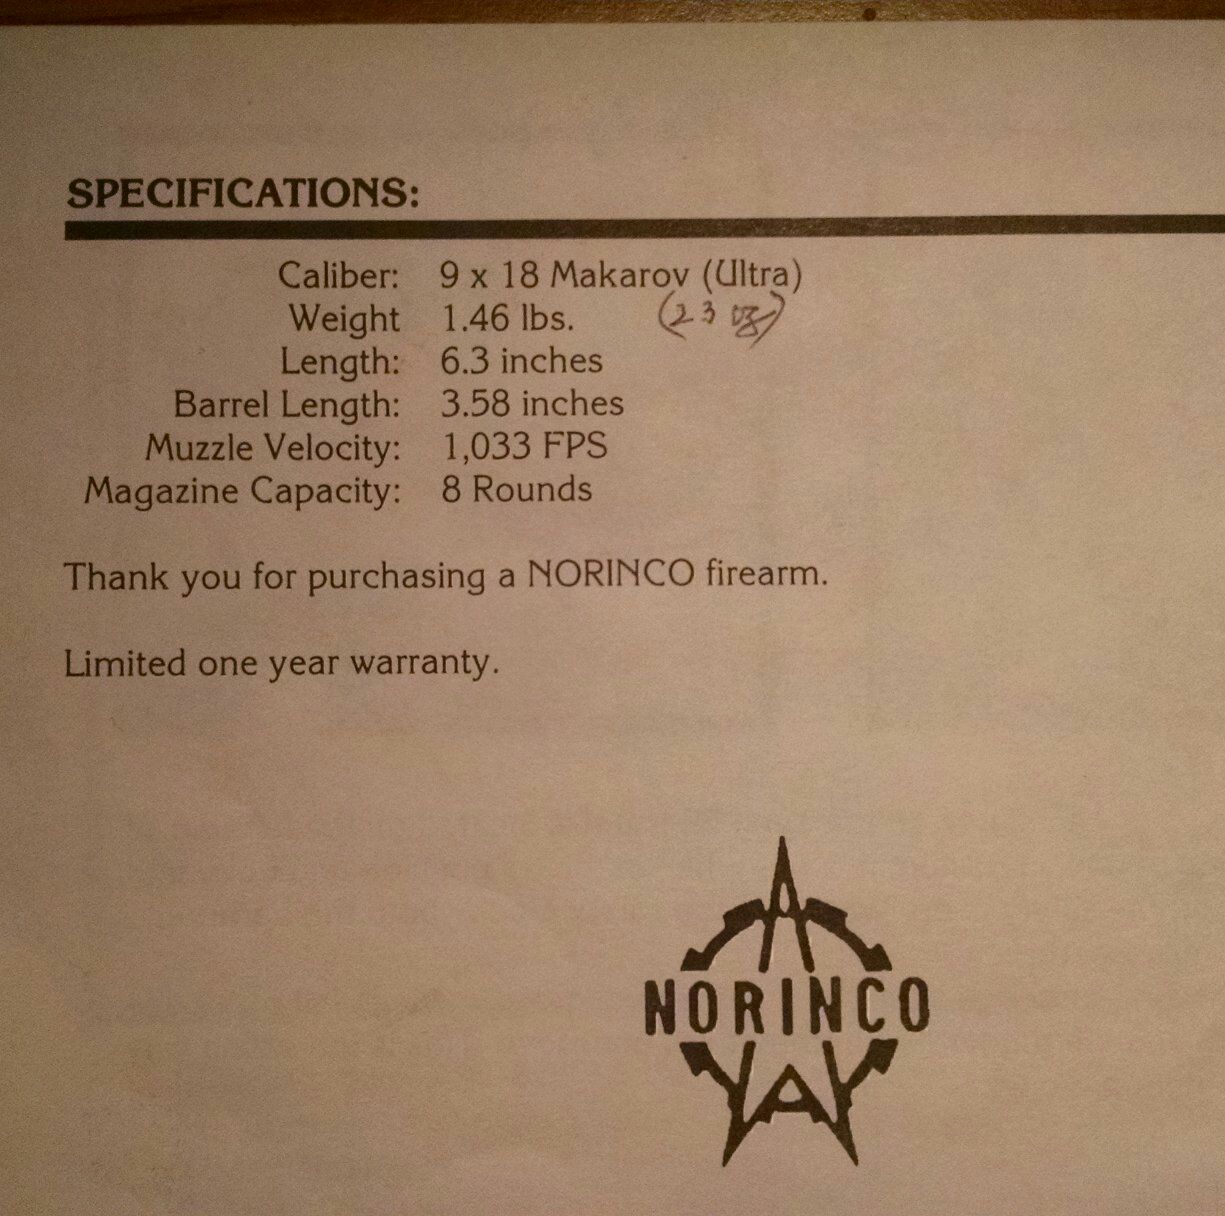 SPECIFICATIONS:
Caliber: 9 x 18 Makarov (Ultra)
Weight 1.46 lbs. (23 oz)
Length: 6.3 inches
Barrel Length: 3.58 inches
Muzzle Velocity: 1,033 FPS
Magazine Capacity: 8 Rounds
Thank you for purchasing a NORINCO firearm.
Limited one year warranty.
NORINCO